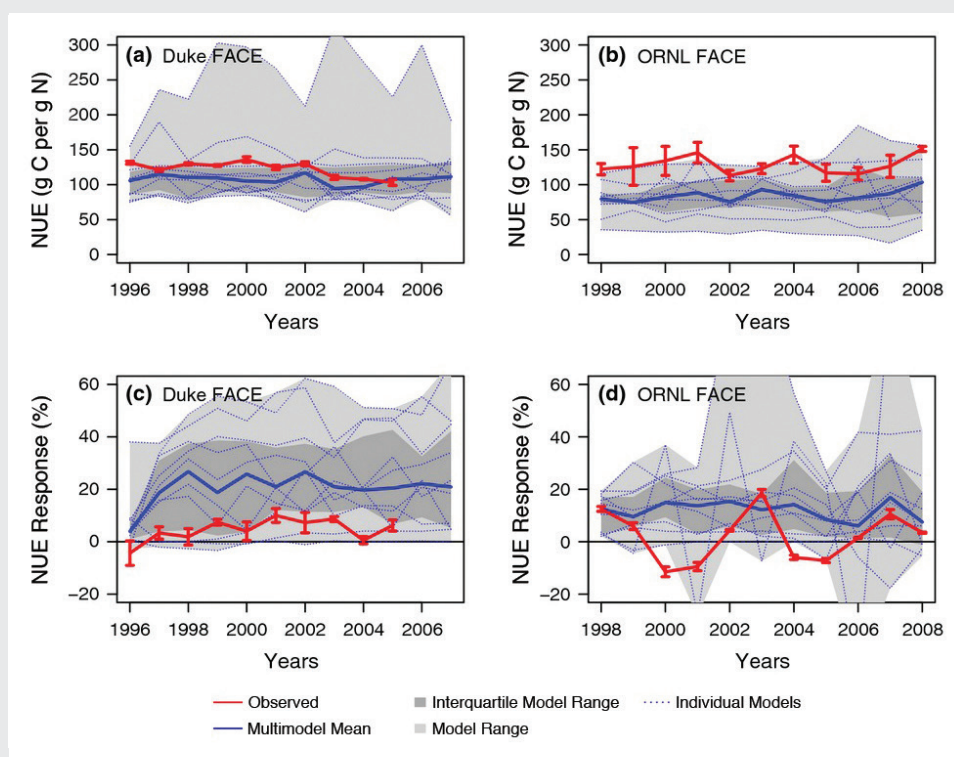 (a) Duke FACE
NUE (g C per g N)
300
250
200
150
100
50
0
1996 1998 2000 2002 2004 2006
Years
(b) ORNL FACE
NUE (g C per g N)
300
250
200
150
100
50
0
1998 2000 2002 2004 2006 2008
Years
(c) Duke FACE
NUE Response (%)
60
40
20
0
−20
1996 1998 2000 2002 2004 2006
Years
(d) ORNL FACE
NUE Response (%)
60
40
20
0
−20
1998 2000 2002 2004 2006 2008
Years
Observed
Interquartile Model Range
Individual Models
Multimodel Mean
Model Range